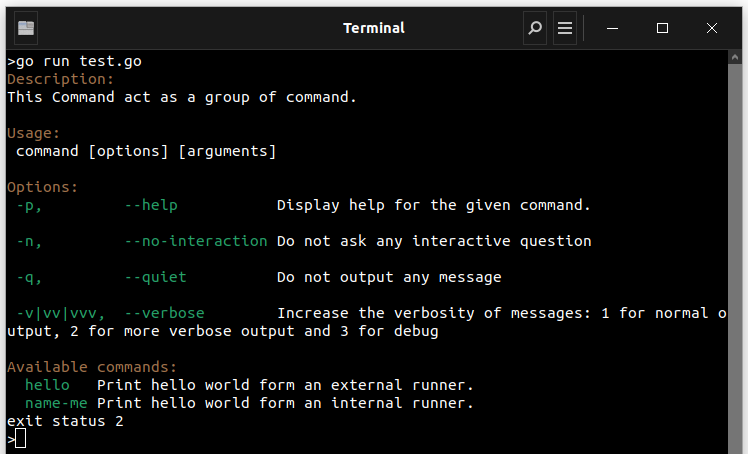 Terminal
>go run test.go
Description:
This Command act as a group of command.
Usage:
command [options] [arguments]
Options:
-p, --help Display help for the given command.
-n, --no-interaction Do not ask any interactive question
-q, --quiet Do not output any message
-v|vv|vvv, --verbose Increase the verbosity of messages: 1 for normal o
utput, 2 for more verbose output and 3 for debug
Available commands:
hello Print hello world form an external runner.
name-me Print hello world form an internal runner.
exit status 2
>